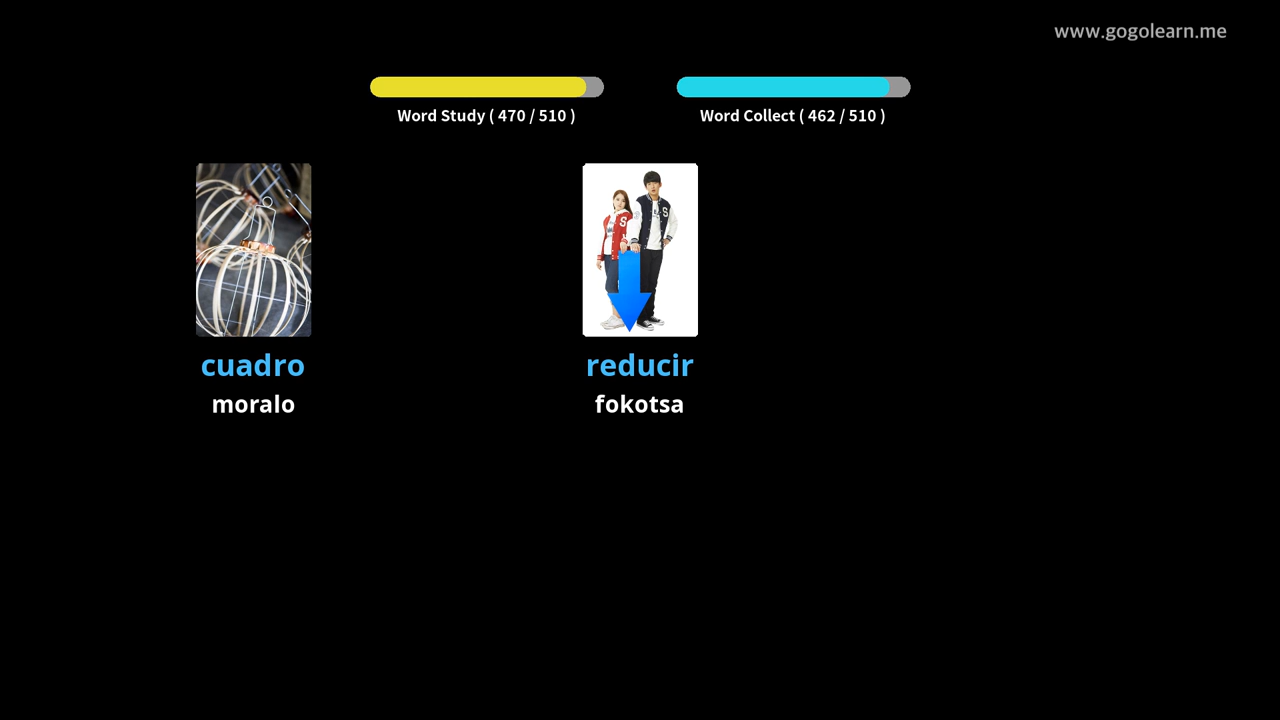 www.gogolearn.me
Word Study ( 470 / 510 )
Word Collect ( 462 / 510 )
S
S
cuadro
reducir
moralo
fokotsa